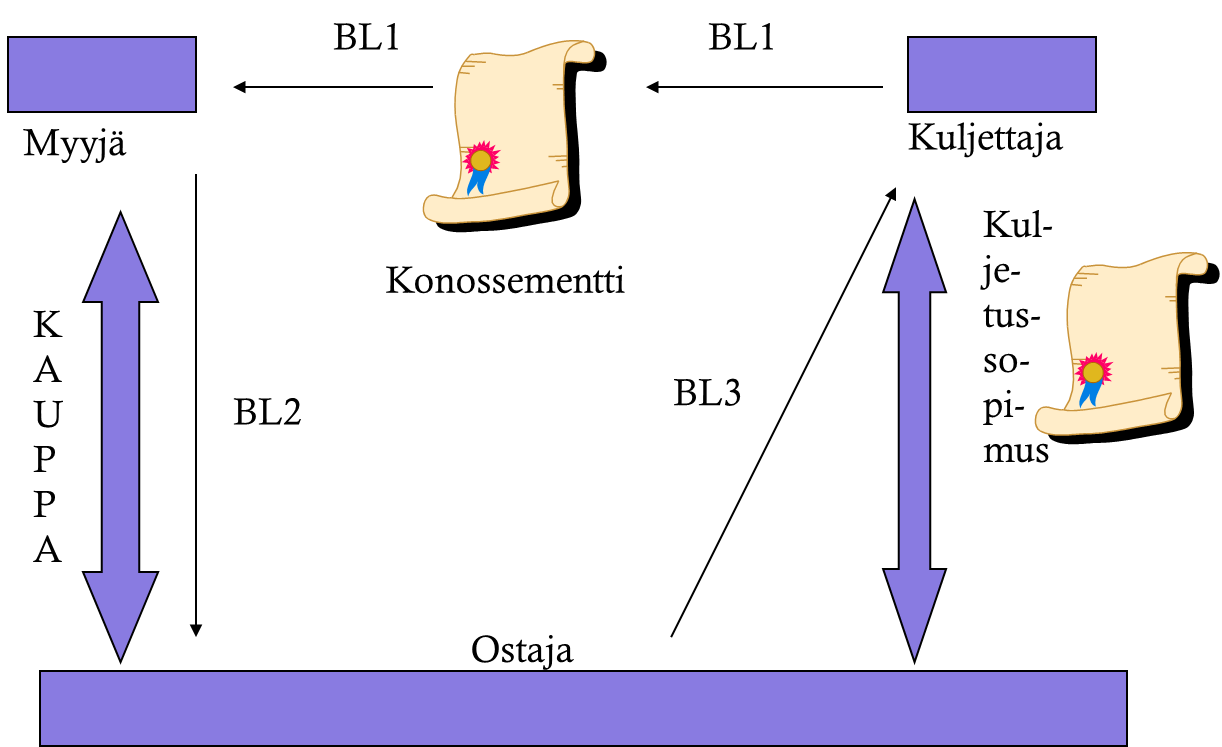 BL1
BL1
Myyjä
Kuljettaja
Konossementti
K
A
U
P
P
A
BL2
BL3
Kul-
je-
tus-
so-
pi-
mus
Ostaja